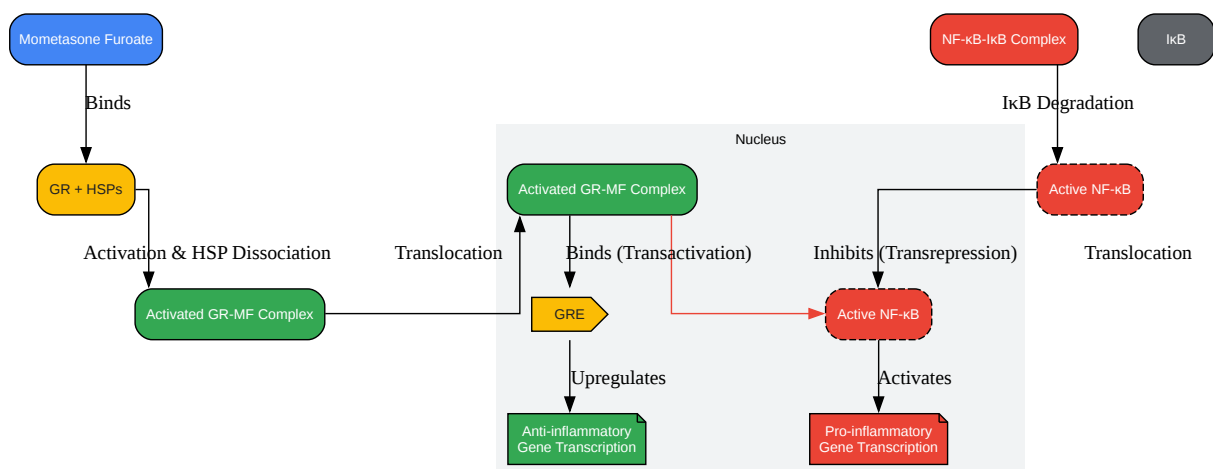 Mometasone Furoate
NF-κB-IκB Complex
IκB
Binds
IκB Degradation
Nucleus
GR + HSPs
Activated GR-MF Complex
Active NF-κB
Activation & HSP Dissociation
Translocation
Binds (Transactivation)
Inhibits (Transrepression)
Translocation
Activated GR-MF Complex
GRE
Active NF-κB
Upregulates
Activates
Anti-inflammatory
Gene Transcription
Pro-inflammatory
Gene Transcription